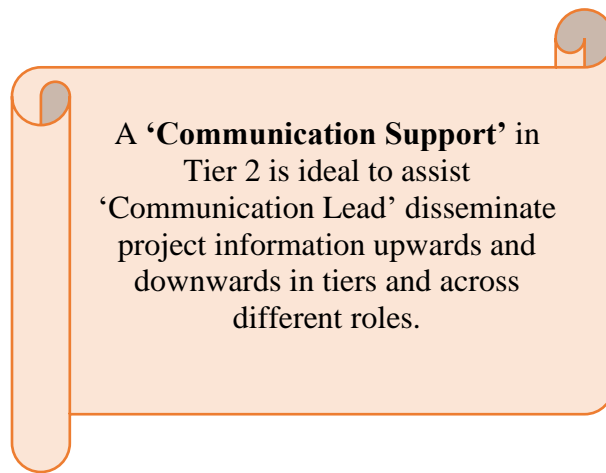 A ‘Communication Support’ in
Tier 2 is ideal to assist
‘Communication Lead’ disseminate
project information upwards and
downwards in tiers and across
different roles.